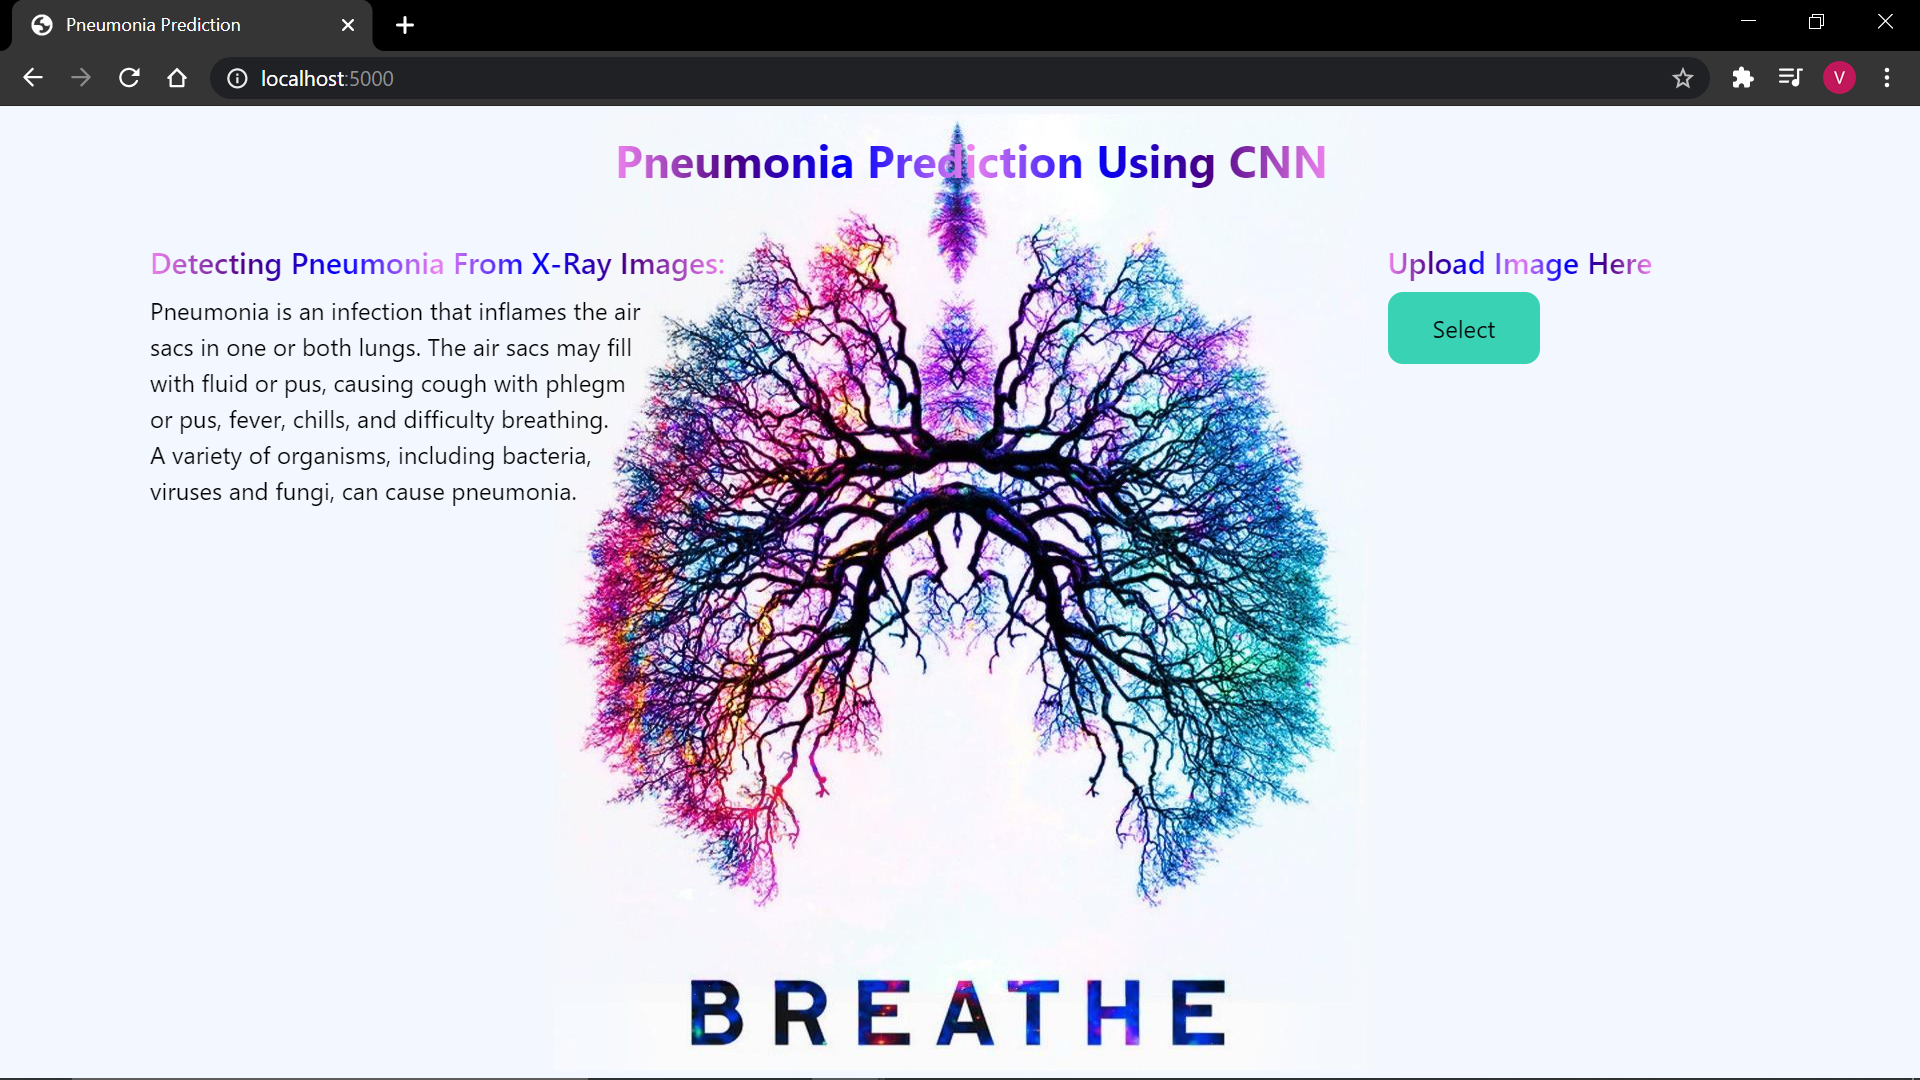 Pneumonia Prediction
localhost:5000
V
Pneumonia Prediction Using CNN
Detecting Pneumonia From X-Ray Images:
Pneumonia is an infection that inflames the air
sacs in one or both lungs. The air sacs may fill
with fluid or pus, causing cough with phlegm
or pus, fever, chills, and difficulty breathing.
A variety of organisms, including bacteria,
viruses and fungi, can cause pneumonia.
Upload Image Here
Select
BREATHE